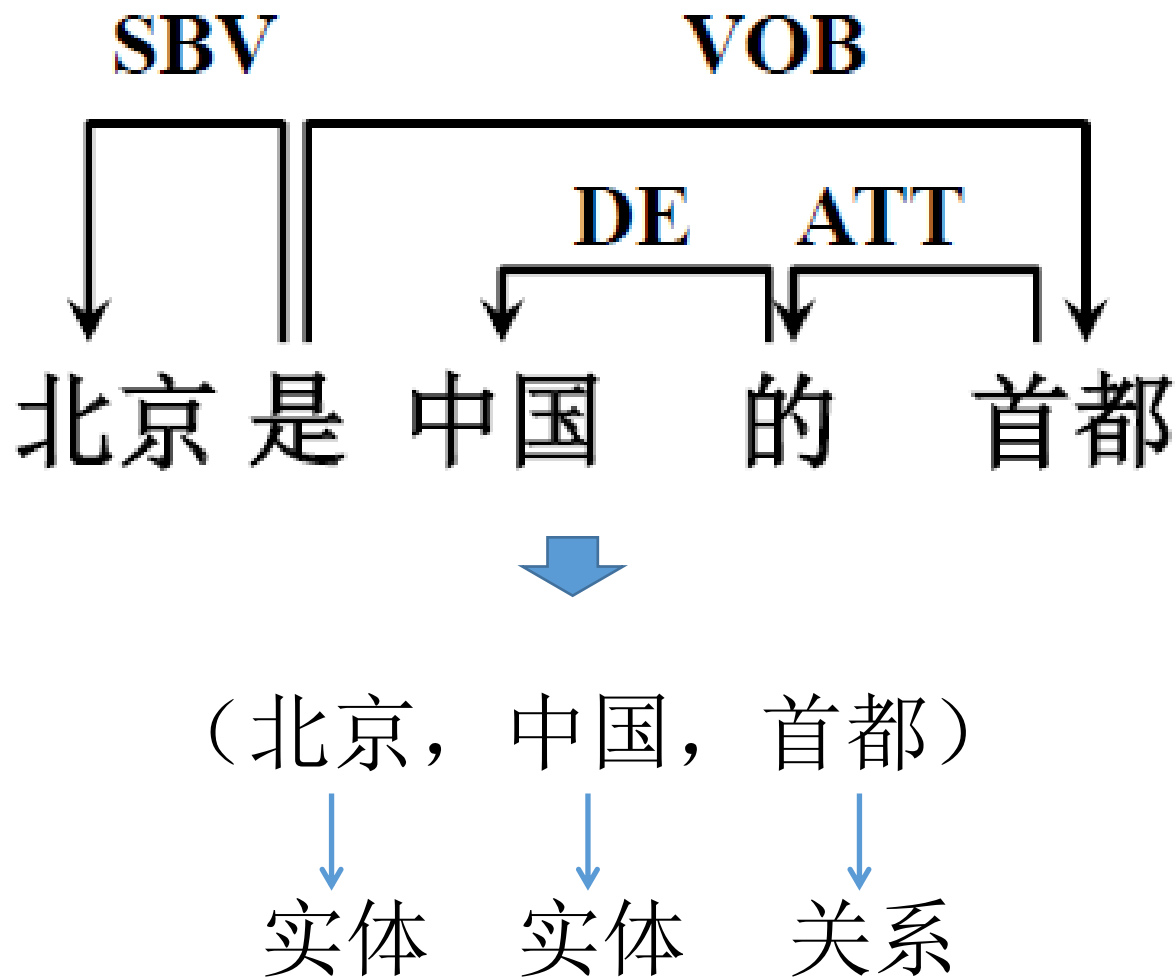 SBV VOB
DE ATT
北京 是 中国 的 首都
（北京，中国，首都）
实体 实体 关系